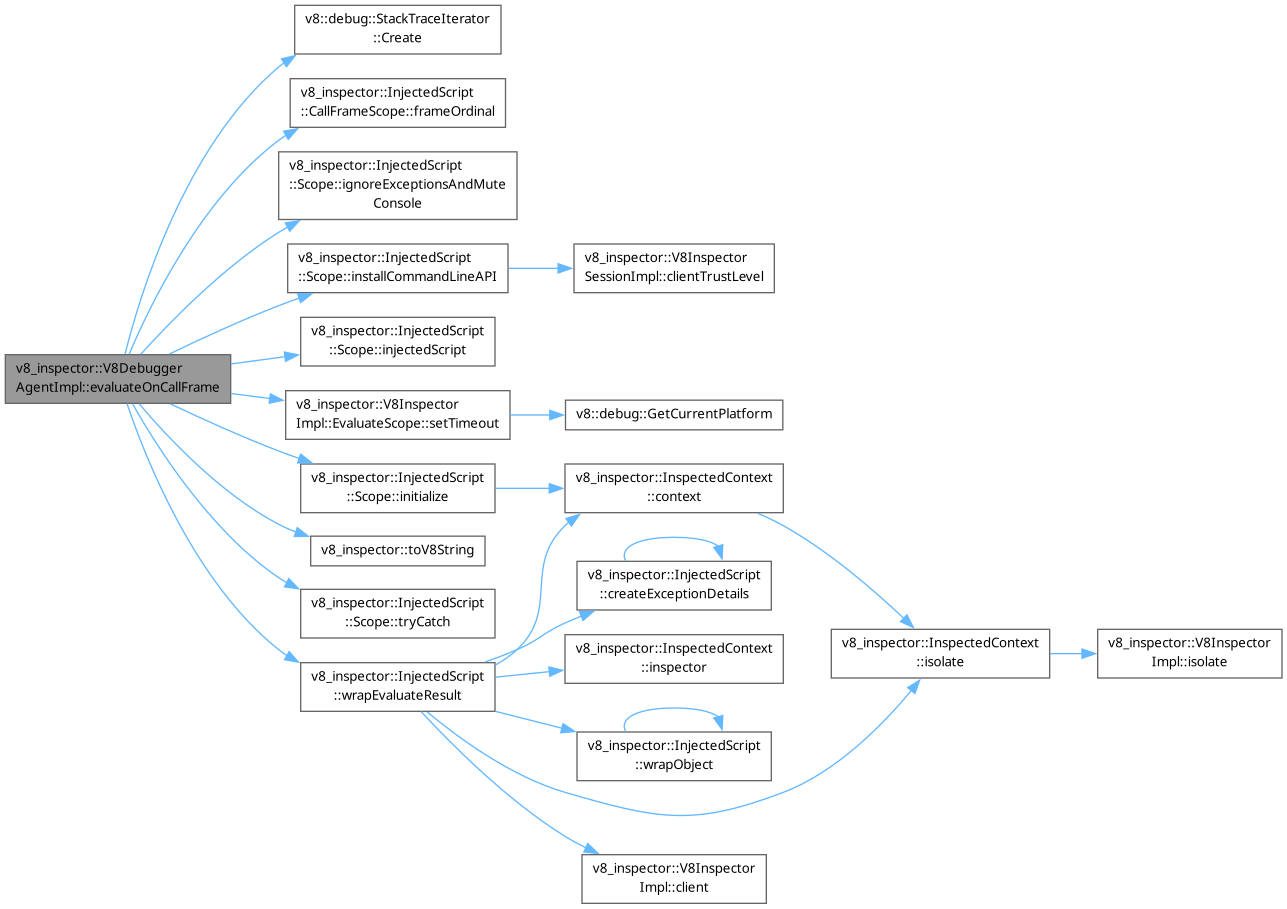 v8::debug::StackTraceIterator
::Create
v8_inspector::InjectedScript
::CallFrameScope::frameOrdinal
v8_inspector::InjectedScript
::Scope::ignoreExceptionsAndMute
Console
v8_inspector::InjectedScript
::Scope::installCommandLineAPI
v8_inspector::V8Inspector
SessionImpl::clientTrustLevel
v8_inspector::InjectedScript
::Scope::injectedScript
v8_inspector::V8Debugger
AgentImpl::evaluateOnCallFrame
v8_inspector::V8Inspector
Impl::EvaluateScope::setTimeout
v8::debug::GetCurrentPlatform
v8_inspector::InjectedScript
::Scope::initialize
v8_inspector::InspectedContext
::context
v8_inspector::toV8String
v8_inspector::InjectedScript
::createExceptionDetails
v8_inspector::InjectedScript
::Scope::tryCatch
v8_inspector::InspectedContext
::inspector
v8_inspector::InspectedContext
::isolate
v8_inspector::V8Inspector
Impl::isolate
v8_inspector::InjectedScript
::wrapEvaluateResult
v8_inspector::InjectedScript
::wrapObject
v8_inspector::V8Inspector
Impl::client